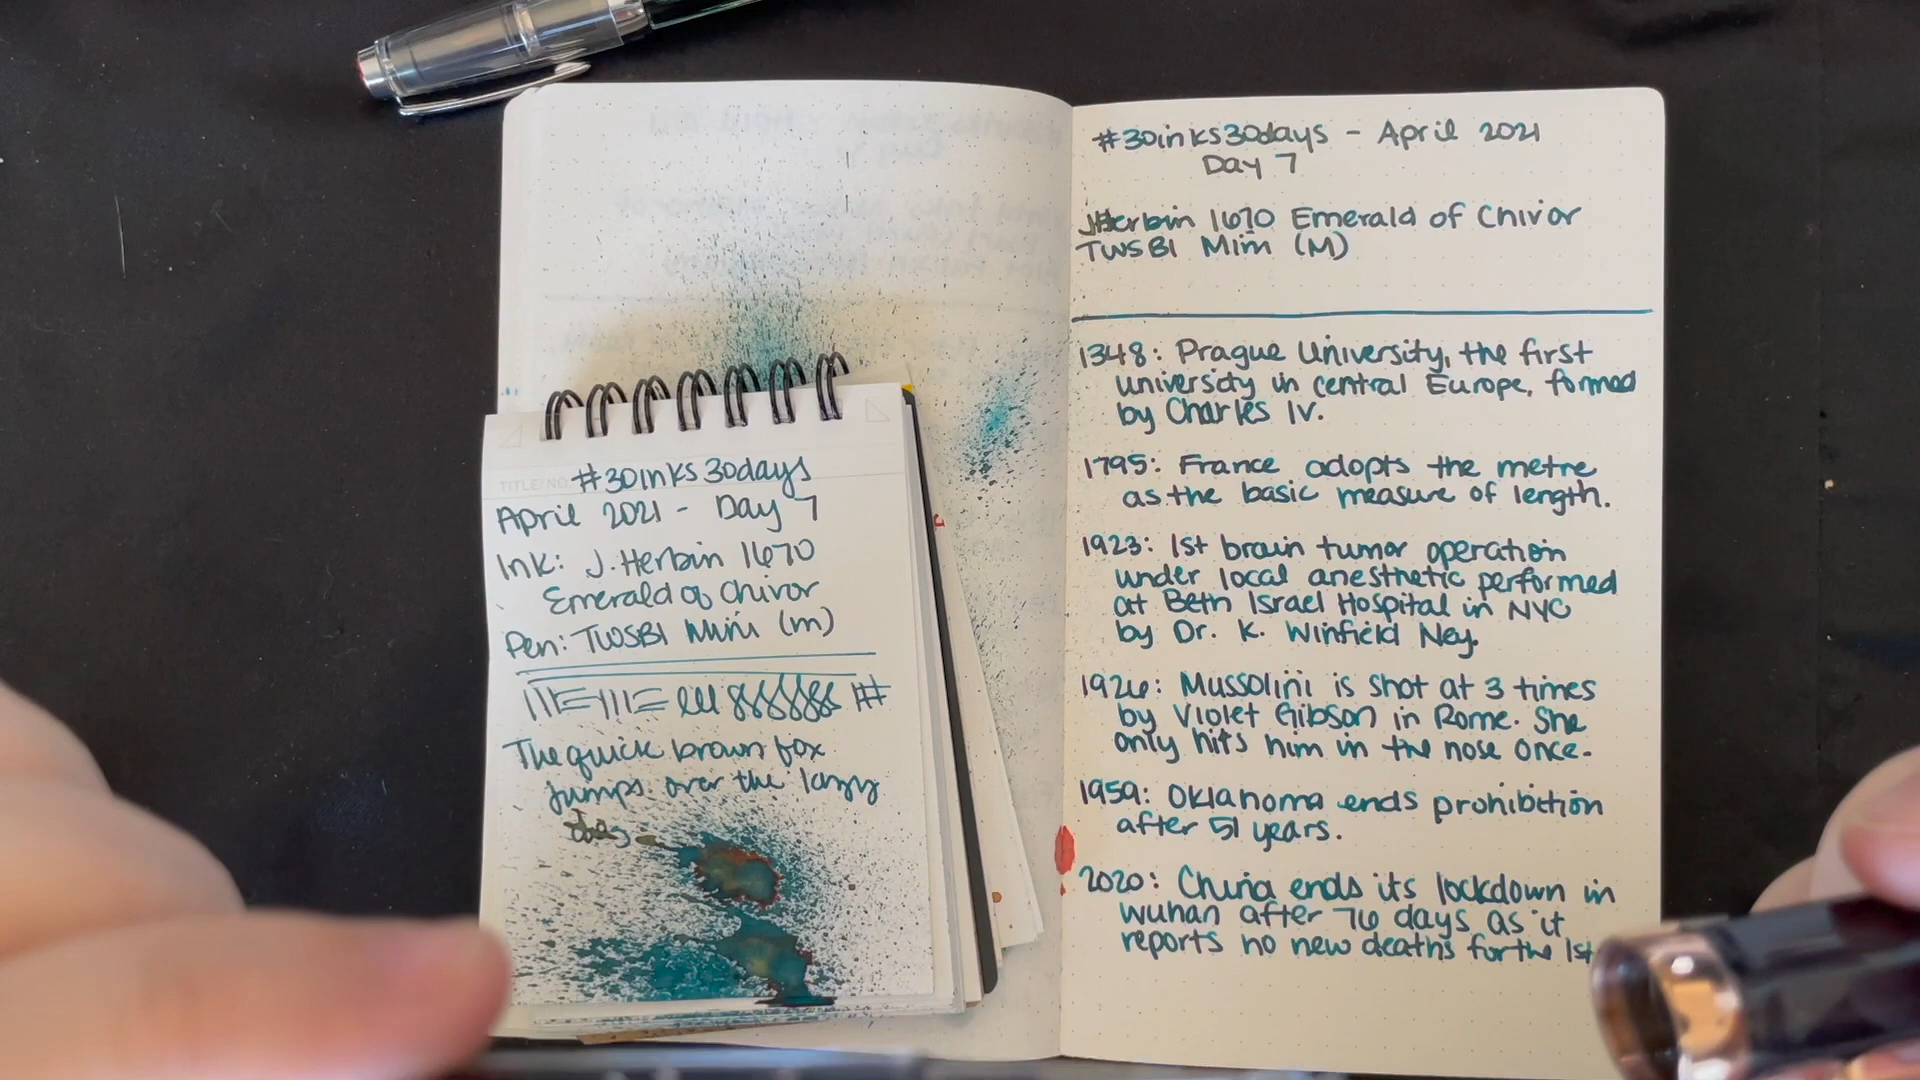 #30inks30days - April 2021
Day 7
J.Herbin 1670 Emerald of Chivor
TWSBI Mini (M)
1348: Prague University, the first
university in central Europe, formed
by Charles IV.
1795: France adopts the metre
as the basic measure of length.
1923: 1st brain tumor operation
under local anesthetic performed
at Beth Israel Hospital in NYC
by Dr. K. Winfield Ney.
1926: Mussolini is shot at 3 times
by Violet Gibson in Rome. She
only hits him in the nose once.
1959: Oklahoma ends prohibition
after 51 years.
2020: China ends its lockdown in
Wuhan after 76 days as it
reports no new deaths for the 1st
TITLE/NO.
#30inks30days
April 2021 - Day 7
Ink: J. Herbin 1670
Emerald of Chivor
Pen: TWSBI Mini (m)
The quick brown fox
jumps over the lazy
dog